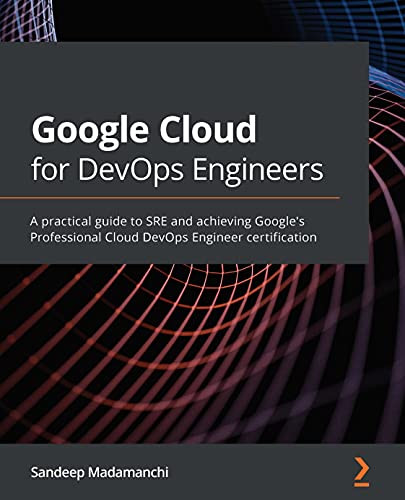 Google Cloud
for DevOps Engineers
A practical guide to SRE and achieving Google's
Professional Cloud DevOps Engineer certification
Sandeep Madamanchi